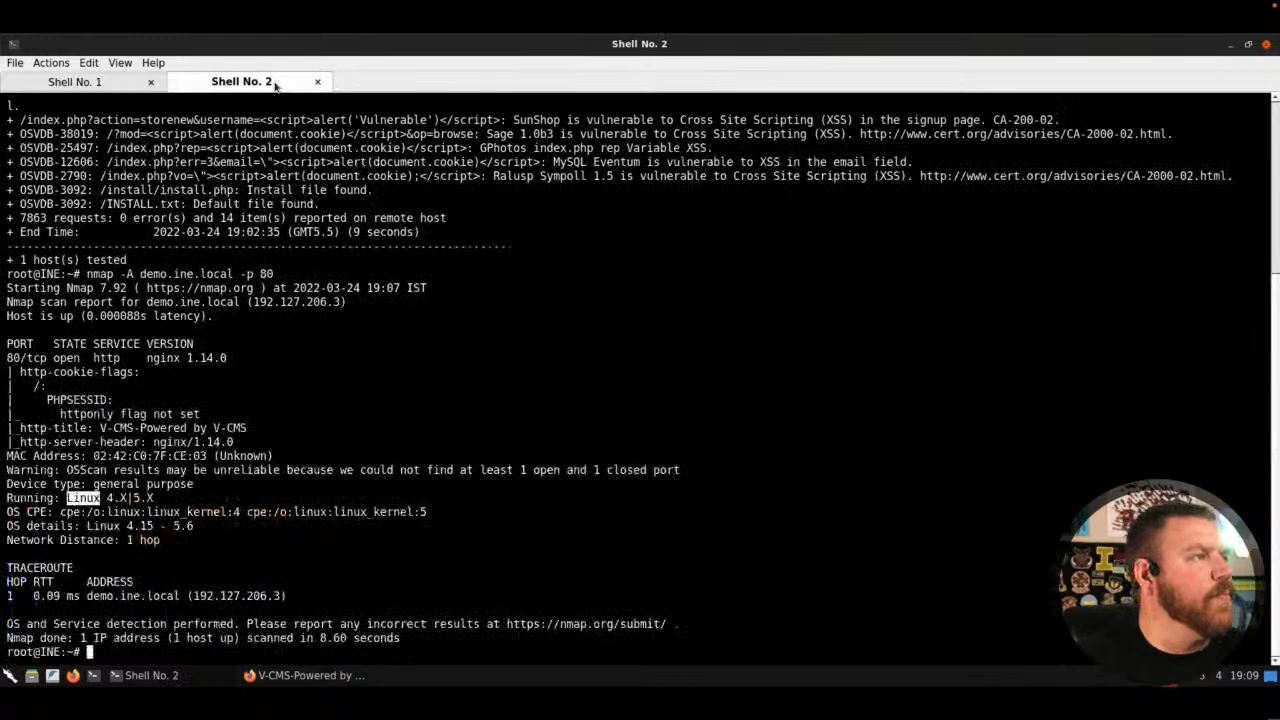 Shell No. 2
File Actions Edit View Help
Shell No. 1 × Shell No. 2 ×
l.
+ /index.php?action=storenew&username=<script>alert('Vulnerable')</script>: SunShop is vulnerable to Cross Site Scripting (XSS) in the signup page. CA-200-02.
+ OSVDB-38019: /?mod=<script>alert(document.cookie)</script>&op=browse: Sage 1.0b3 is vulnerable to Cross Site Scripting (XSS). http://www.cert.org/advisories/CA-2000-02.html.
+ OSVDB-25497: /index.php?rep=<script>alert(document.cookie)</script>: GPhotos index.php rep Variable XSS.
+ OSVDB-12606: /index.php?err=3&email=\"><script>alert(document.cookie)</script>: MySQL Eventum is vulnerable to XSS in the email field.
+ OSVDB-2790: /index.php?vo=\"><script>alert(document.cookie);</script>: Ralusp Sympoll 1.5 is vulnerable to Cross Site Scripting (XSS). http://www.cert.org/advisories/CA-2000-02.html.
+ OSVDB-3092: /install/install.php: Install file found.
+ OSVDB-3092: /INSTALL.txt: Default file found.
+ 7863 requests: 0 error(s) and 14 item(s) reported on remote host
+ End Time: 2022-03-24 19:02:35 (GMT5.5) (9 seconds)
---------------------------------------------------------------------------
+ 1 host(s) tested
root@INE:~# nmap -A demo.ine.local -p 80
Starting Nmap 7.92 ( https://nmap.org ) at 2022-03-24 19:07 IST
Nmap scan report for demo.ine.local (192.127.206.3)
Host is up (0.000088s latency).
PORT STATE SERVICE VERSION
80/tcp open http nginx 1.14.0
| http-cookie-flags:
| /:
| PHPSESSID:
|_ httponly flag not set
|_http-title: V-CMS-Powered by V-CMS
|_http-server-header: nginx/1.14.0
MAC Address: 02:42:C0:7F:CE:03 (Unknown)
Warning: OSScan results may be unreliable because we could not find at least 1 open and 1 closed port
Device type: general purpose
Running: Linux 4.X|5.X
OS CPE: cpe:/o:linux:linux_kernel:4 cpe:/o:linux:linux_kernel:5
OS details: Linux 4.15 - 5.6
Network Distance: 1 hop
TRACEROUTE
HOP RTT ADDRESS
1 0.09 ms demo.ine.local (192.127.206.3)
OS and Service detection performed. Please report any incorrect results at https://nmap.org/submit/ .
Nmap done: 1 IP address (1 host up) scanned in 8.60 seconds
root@INE:~#
Shell No. 2 V-CMS-Powered by ... 4 19:09